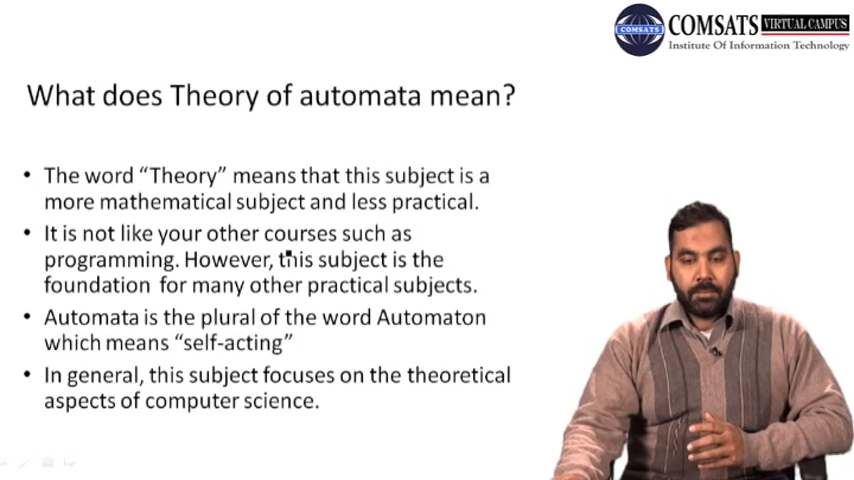 COMSATS
COMSATS VIRTUAL CAMPUS
Institute Of Information Technology
What does Theory of automata mean?
• The word “Theory” means that this subject is a
more mathematical subject and less practical.
• It is not like your other courses such as
programming. However, this subject is the
foundation for many other practical subjects.
• Automata is the plural of the word Automaton
which means “self-acting”
• In general, this subject focuses on the theoretical
aspects of computer science.